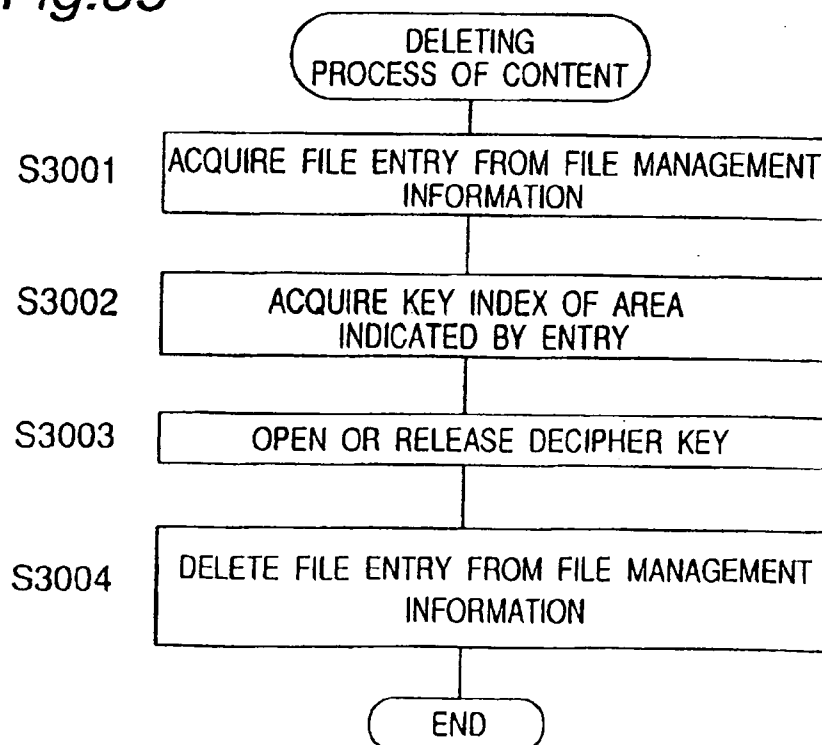 DELETING
PROCESS OF CONTENT
S3001
ACQUIRE FILE ENTRY FROM FILE MANAGEMENT
INFORMATION
S3002
ACQUIRE KEY INDEX OF AREA
INDICATED BY ENTRY
S3003
OPEN OR RELEASE DECIPHER KEY
S3004
DELETE FILE ENTRY FROM FILE MANAGEMENT
INFORMATION
END